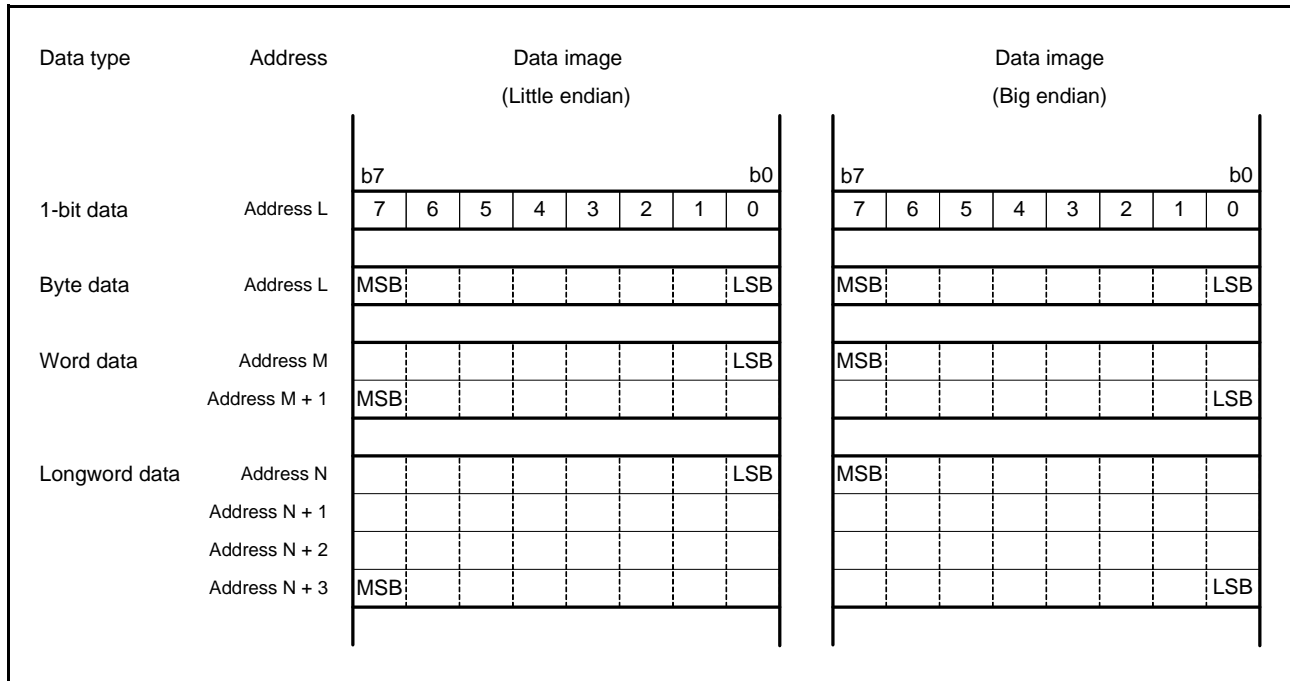 Data type Address Data image Data image
(Little endian) (Big endian)
b7 b0 b7 b0
1-bit data Address L 7 6 5 4 3 2 1 0 7 6 5 4 3 2 1 0
Byte data Address L MSB LSB MSB LSB
Word data Address M LSB MSB
Address M + 1 MSB LSB
Longword data Address N LSB MSB
Address N + 1
Address N + 2
Address N + 3 MSB LSB